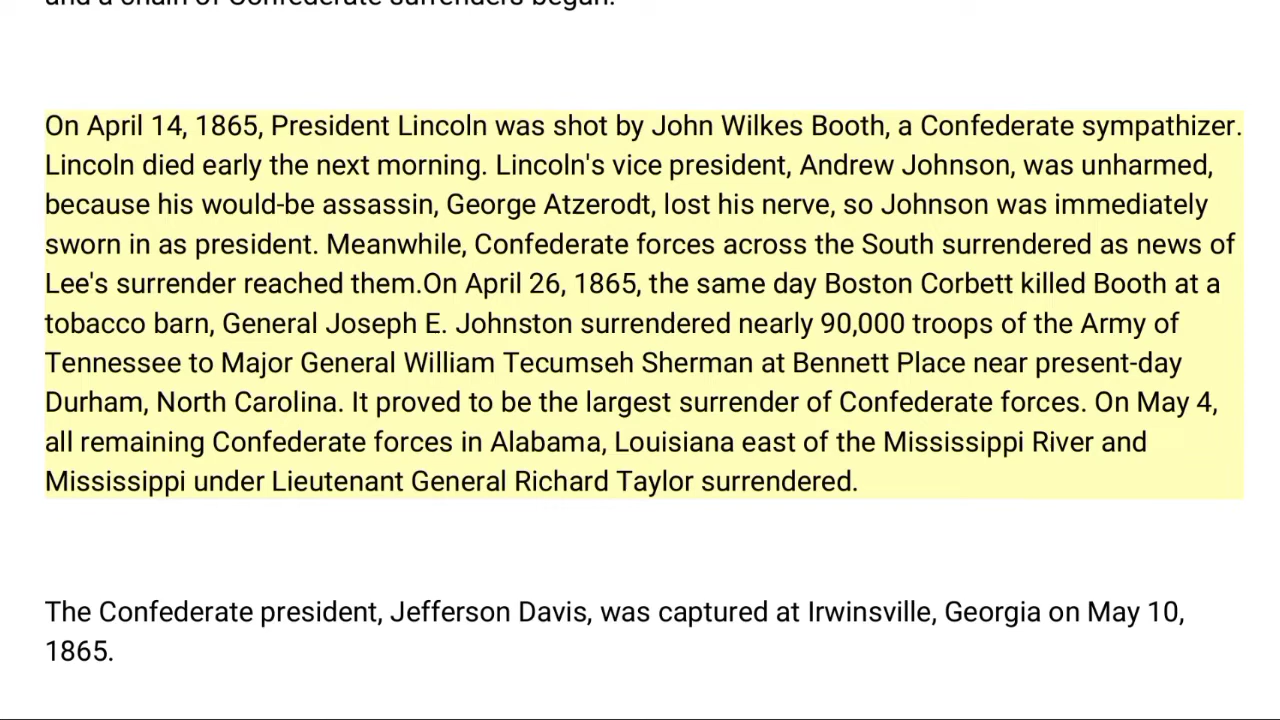 and a chain of Confederate surrenders began.
On April 14, 1865, President Lincoln was shot by John Wilkes Booth, a Confederate sympathizer.
Lincoln died early the next morning. Lincoln's vice president, Andrew Johnson, was unharmed,
because his would-be assassin, George Atzerodt, lost his nerve, so Johnson was immediately
sworn in as president. Meanwhile, Confederate forces across the South surrendered as news of
Lee's surrender reached them.On April 26, 1865, the same day Boston Corbett killed Booth at a
tobacco barn, General Joseph E. Johnston surrendered nearly 90,000 troops of the Army of
Tennessee to Major General William Tecumseh Sherman at Bennett Place near present-day
Durham, North Carolina. It proved to be the largest surrender of Confederate forces. On May 4,
all remaining Confederate forces in Alabama, Louisiana east of the Mississippi River and
Mississippi under Lieutenant General Richard Taylor surrendered.
The Confederate president, Jefferson Davis, was captured at Irwinsville, Georgia on May 10,
1865.